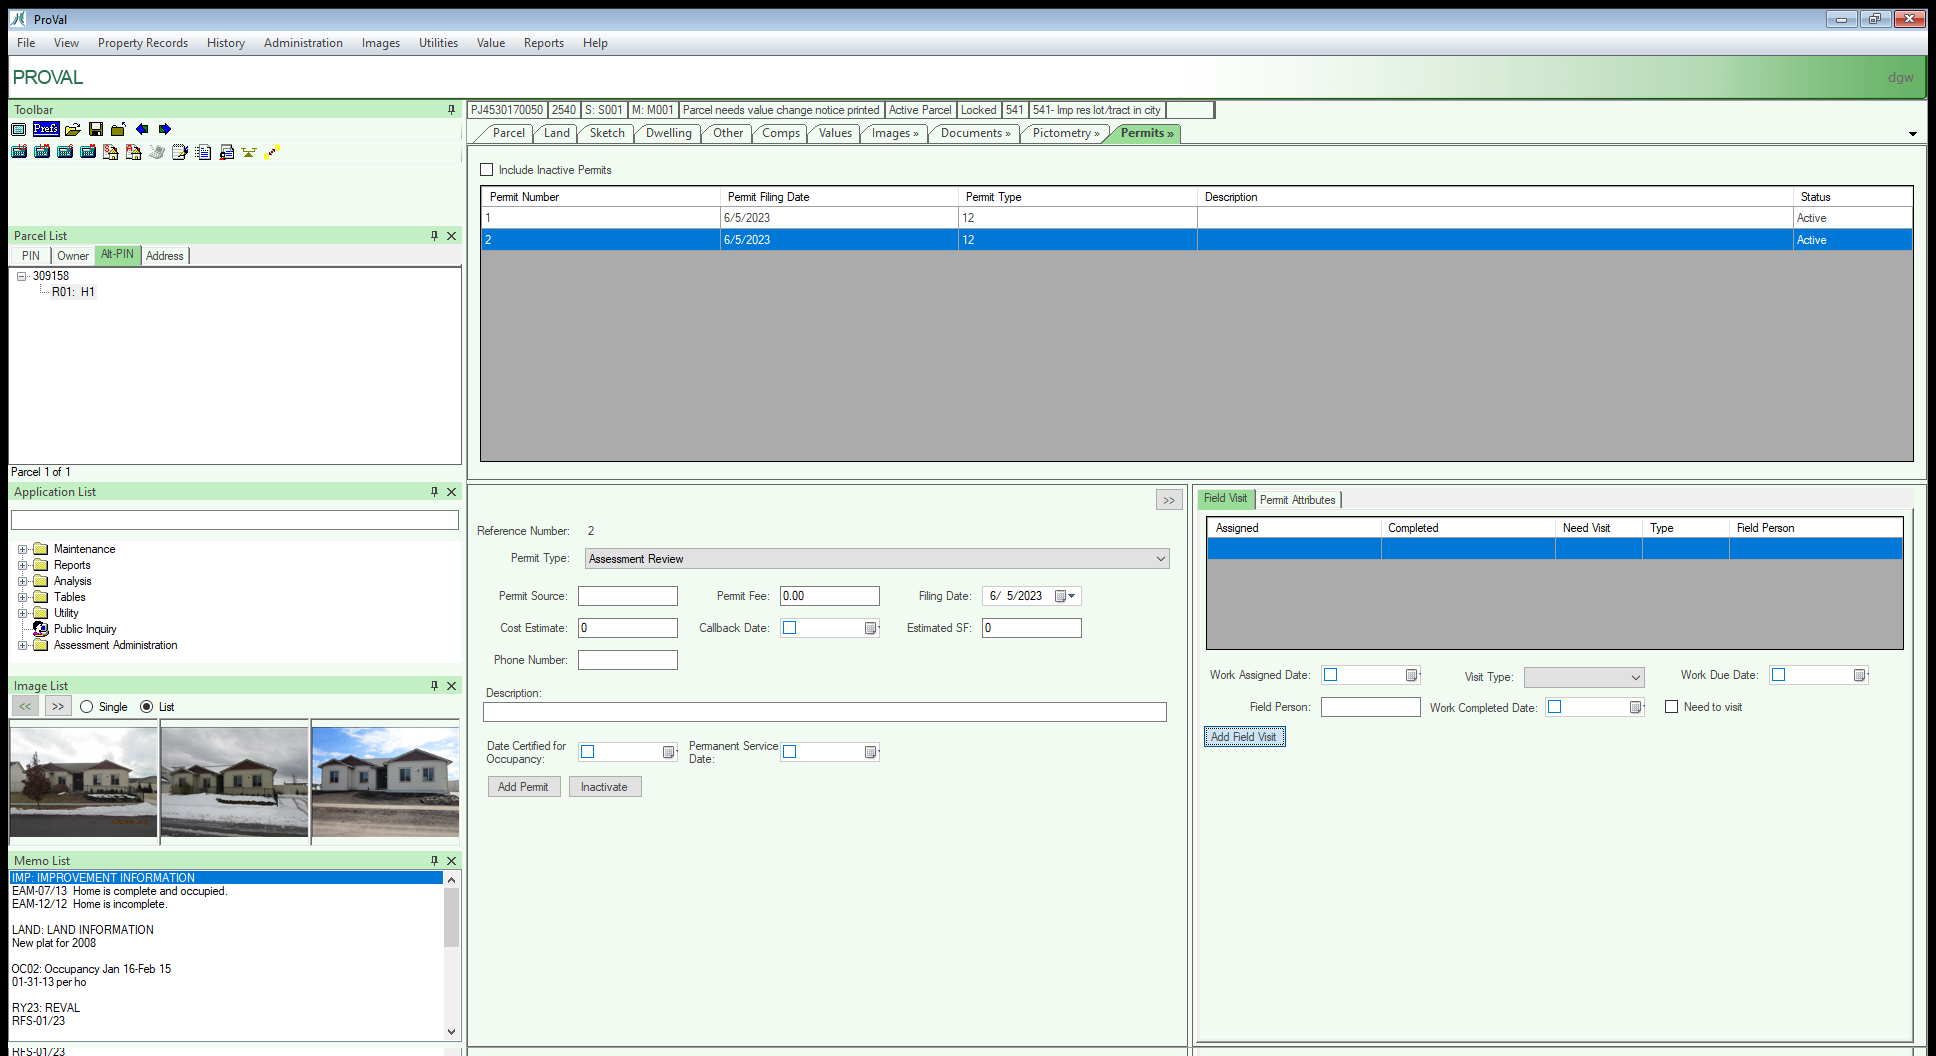 ProVal
File View Property Records History Administration Images Utilities Value Reports Help
PROVAL
dgw
Toolbar
Prefs
PJ4530170050 2540 S: S001 M: M001 Parcel needs value change notice printed Active Parcel Locked 541 541- Imp res lot/tract in city
Parcel Land Sketch Dwelling Other Comps Values Images » Documents » Pictometry » Permits »
Include Inactive Permits
Permit Number Permit Filing Date Permit Type Description Status
1 6/5/2023 12 Active
2 6/5/2023 12 Active
Parcel List
PIN Owner Alt-PIN Address
309158
R01: H1
Parcel 1 of 1
Application List
Maintenance
Reports
Analysis
Tables
Utility
Public Inquiry
Assessment Administration
Image List
<< >> Single List
Memo List
IMP: IMPROVEMENT INFORMATION
EAM-07/13 Home is complete and occupied.
EAM-12/12 Home is incomplete.
LAND: LAND INFORMATION
New plat for 2008
OC02: Occupancy Jan 16-Feb 15
01-31-13 per ho
RY23: REVAL
RFS-01/23
RFS-01/23
>>
Reference Number: 2
Permit Type: Assessment Review
Permit Source: Permit Fee: 0.00 Filing Date: 6/ 5/2023
Cost Estimate: 0 Callback Date: Estimated SF: 0
Phone Number:
Description:
Date Certified for Occupancy: Permanent Service Date:
Add Permit Inactivate
Field Visit Permit Attributes
Assigned Completed Need Visit Type Field Person
Work Assigned Date: Visit Type: Work Due Date:
Field Person: Work Completed Date: Need to visit
Add Field Visit